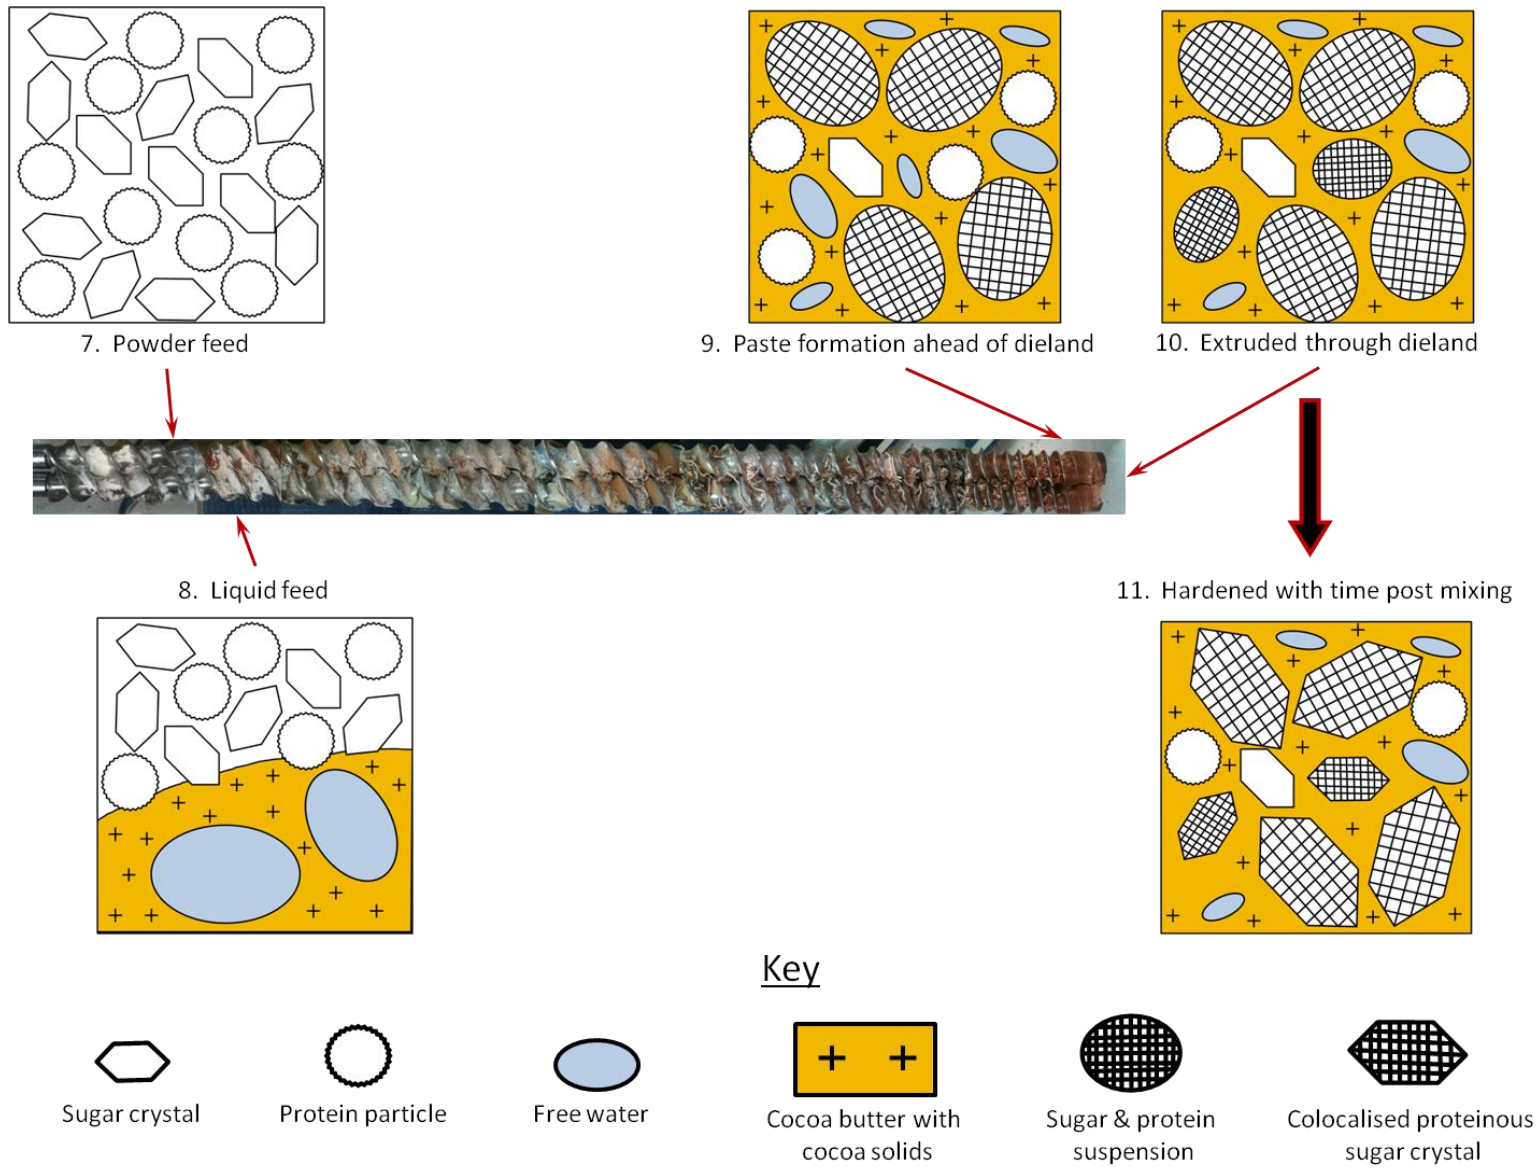 7. Powder feed
9. Paste formation ahead of dieland
10. Extruded through dieland
8. Liquid feed
11. Hardened with time post mixing
Key
Sugar crystal
Protein particle
Free water
Cocoa butter with
cocoa solids
Sugar & protein
suspension
Colocalised proteinous
sugar crystal